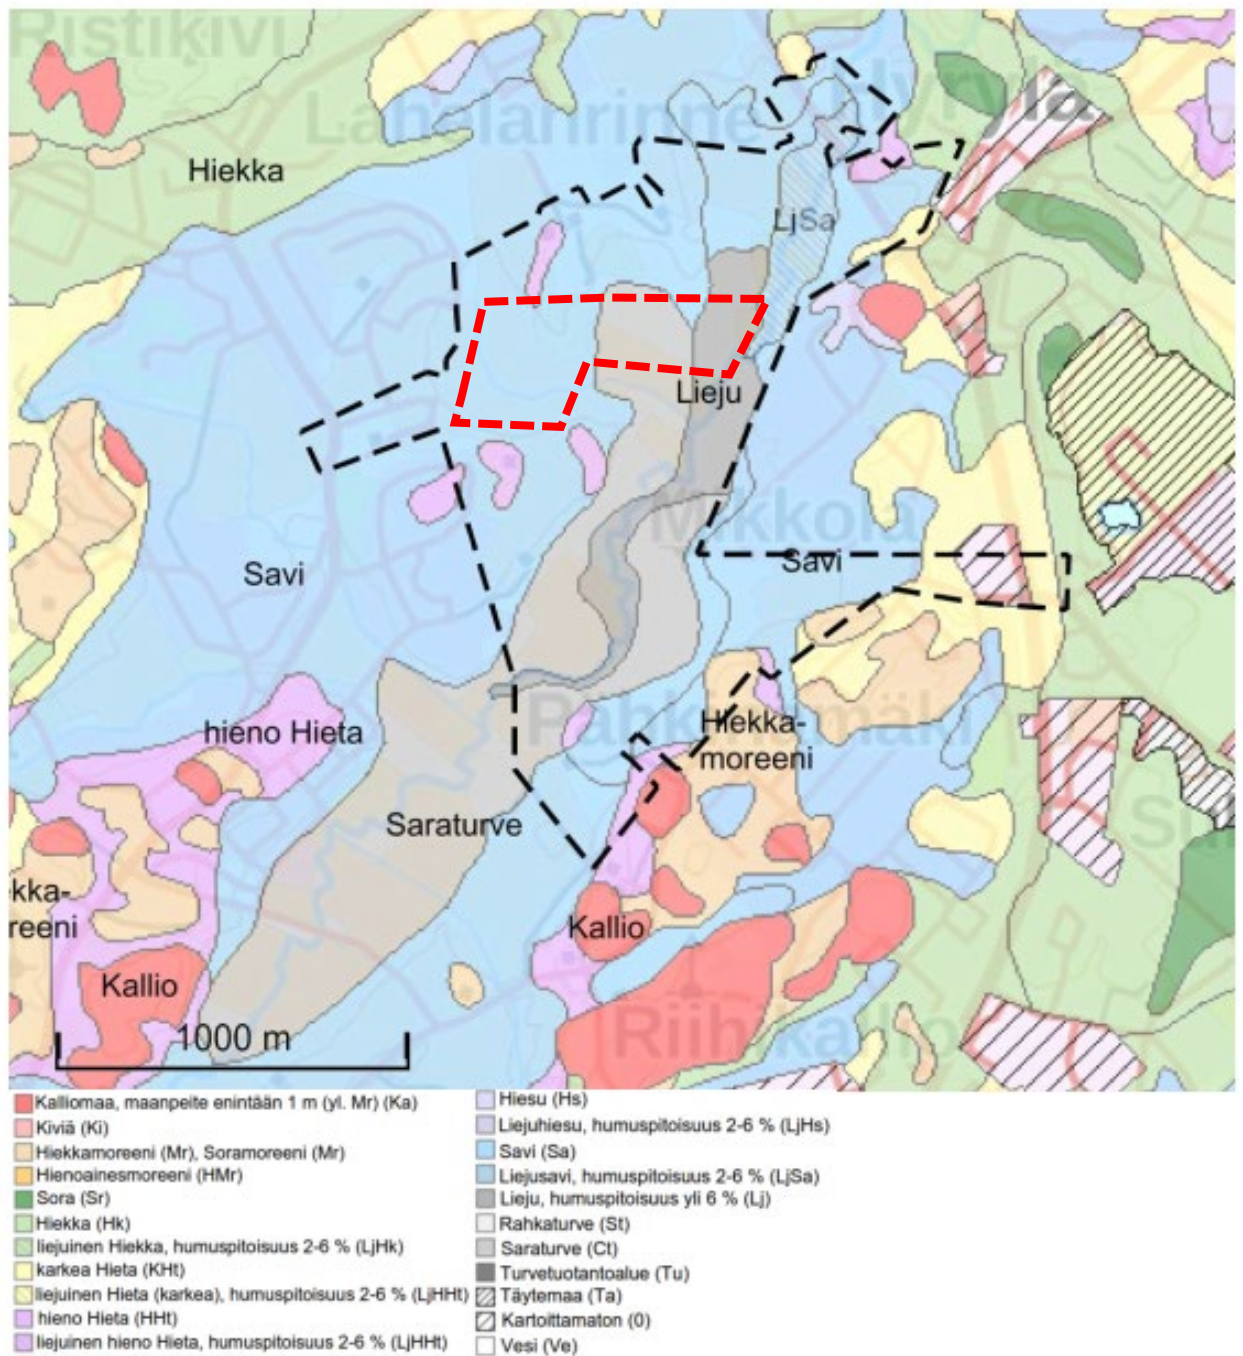 Ristikivi
Lahelanrinne
Hyrylä
Hiekka
LjSa
Lieju
Mikkola
Savi
Savi
hieno Hieta
Hiekka-
moreeni
Saraturve
kka-
reeni
Kallio
Kallio
1000 m
Kalliomaa, maanpeite enintään 1 m (yl. Mr) (Ka)
Kiviä (Ki)
Hiekkamoreeni (Mr), Soramoreeni (Mr)
Hienoainesmoreeni (HMr)
Sora (Sr)
Hiekka (Hk)
liejuinen Hiekka, humuspitoisuus 2-6 % (LjHk)
karkea Hieta (KHt)
liejuinen Hieta (karkea), humuspitoisuus 2-6 % (LjHHt)
hieno Hieta (HHt)
liejuinen hieno Hieta, humuspitoisuus 2-6 % (LjHHt)
Hiesu (Hs)
Liejuhiesu, humuspitoisuus 2-6 % (LjHs)
Savi (Sa)
Liejusavi, humuspitoisuus 2-6 % (LjSa)
Lieju, humuspitoisuus yli 6 % (Lj)
Rahkaturve (St)
Saraturve (Ct)
Turvetuotantoalue (Tu)
Täytemaa (Ta)
Kartoittamaton (0)
Vesi (Ve)